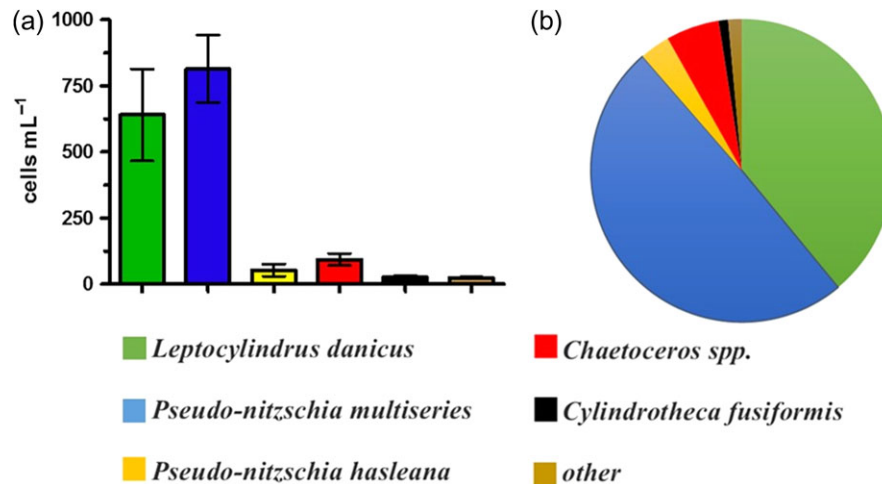 (a)
(b)
1000
750
500
250
0
cells mL⁻¹
Leptocylindrus danicus
Pseudo-nitzschia multiseries
Pseudo-nitzschia hasleana
Chaetoceros spp.
Cylindrotheca fusiformis
other